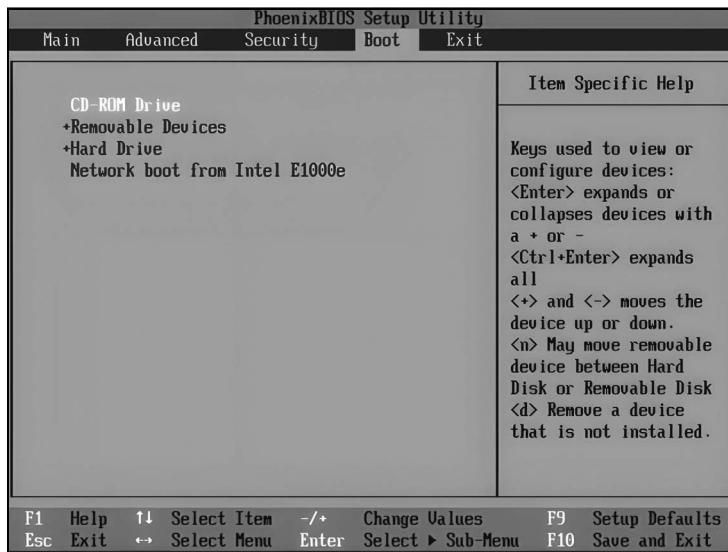 PhoenixBIOS Setup Utility
Main Advanced Security Boot Exit
CD-ROM Drive
+Removable Devices
+Hard Drive
Network boot from Intel E1000e
Item Specific Help
Keys used to view or
configure devices:
<Enter> expands or
collapses devices with
a + or -
<Ctrl+Enter> expands
all
<+> and <-> moves the
device up or down.
<n> May move removable
device between Hard
Disk or Removable Disk
<d> Remove a device
that is not installed.
F1 Help ↑↓ Select Item -/+ Change Values F9 Setup Defaults
Esc Exit ↔ Select Menu Enter Select ▶ Sub-Menu F10 Save and Exit